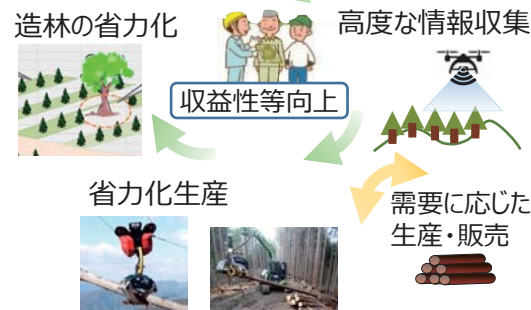 造林の省力化
高度な情報収集
収益性等向上
省力化生産
需要に応じた
生産・販売